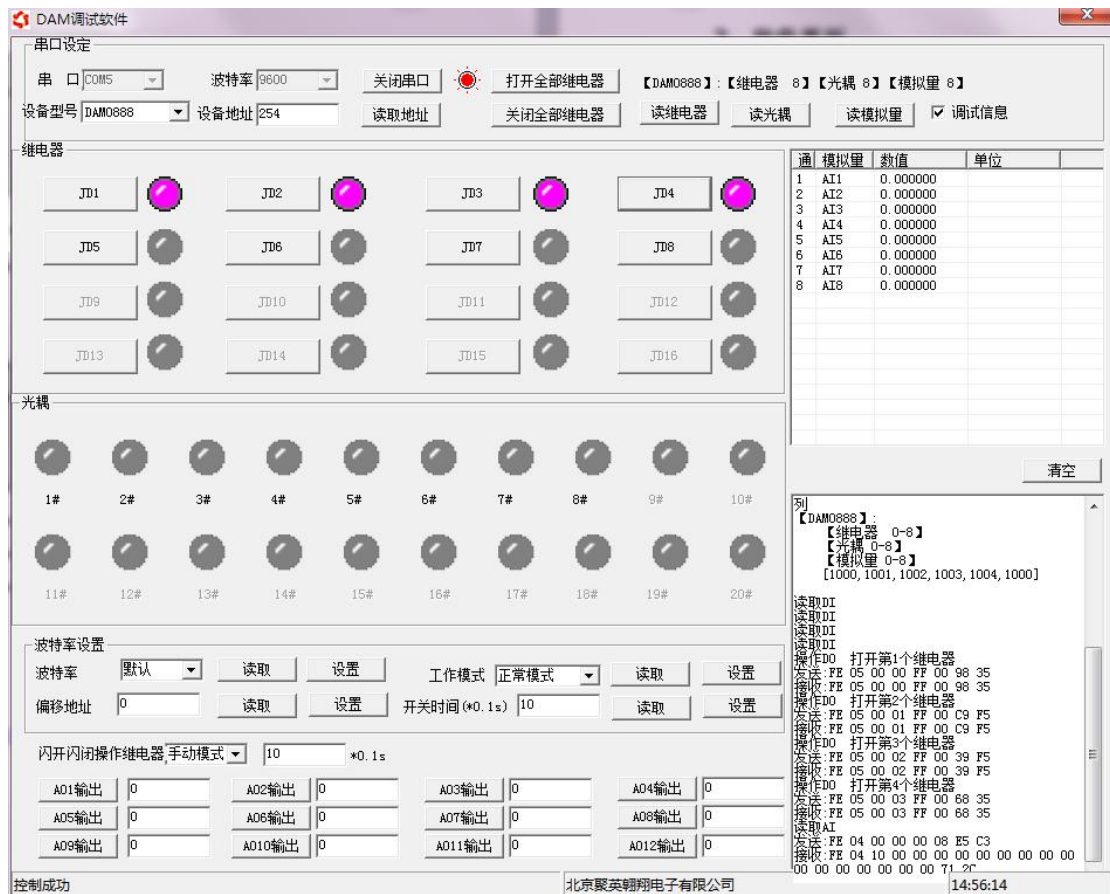 DAM调试软件
串口设定
串 口 COM5 波特率 9600 关闭串口 打开全部继电器 【DAM0888】:【继电器 8】【光耦 8】【模拟量 8】
设备型号 DAM0888 设备地址 254 读取地址 关闭全部继电器 读继电器 读光耦 读模拟量 调试信息
继电器
JD1 JD2 JD3 JD4
JD5 JD6 JD7 JD8
JD9 JD10 JD11 JD12
JD13 JD14 JD15 JD16
通 模拟量 数值 单位
1 AI1 0.000000
2 AI2 0.000000
3 AI3 0.000000
4 AI4 0.000000
5 AI5 0.000000
6 AI6 0.000000
7 AI7 0.000000
8 AI8 0.000000
光耦
1# 2# 3# 4# 5# 6# 7# 8# 9# 10#
11# 12# 13# 14# 15# 16# 17# 18# 19# 20#
清空
列
【DAM0888】:
【继电器 0-8】
【光耦 0-8】
【模拟量 0-8】
[1000,1001,1002,1003,1004,1000]
读取DI
读取DI
读取DI
读取DI
操作DO 打开第1个继电器
发送:FE 05 00 00 FF 00 98 35
接收:FE 05 00 00 FF 00 98 35
操作DO 打开第2个继电器
发送:FE 05 00 01 FF 00 C9 F5
接收:FE 05 00 01 FF 00 C9 F5
操作DO 打开第3个继电器
发送:FE 05 00 02 FF 00 39 F5
接收:FE 05 00 02 FF 00 39 F5
操作DO 打开第4个继电器
发送:FE 05 00 03 FF 00 68 35
接收:FE 05 00 03 FF 00 68 35
读取AI
发送:FE 04 00 00 00 08 E5 C3
接收:FE 04 10 00 00 00 00 00 00 00 00 00
00 00 00 00 00 00 00 71 2C
波特率设置
波特率 默认 读取 设置 工作模式 正常模式 读取 设置
偏移地址 0 读取 设置 开关时间(*0.1s) 10 读取 设置
闪开闪闭操作继电器 手动模式 10 *0.1s
AO1输出 0 AO2输出 0 AO3输出 0 AO4输出 0
AO5输出 0 AO6输出 0 AO7输出 0 AO8输出 0
AO9输出 0 AO10输出 0 AO11输出 0 AO12输出 0
控制成功 北京聚英翱翔电子有限公司 14:56:14